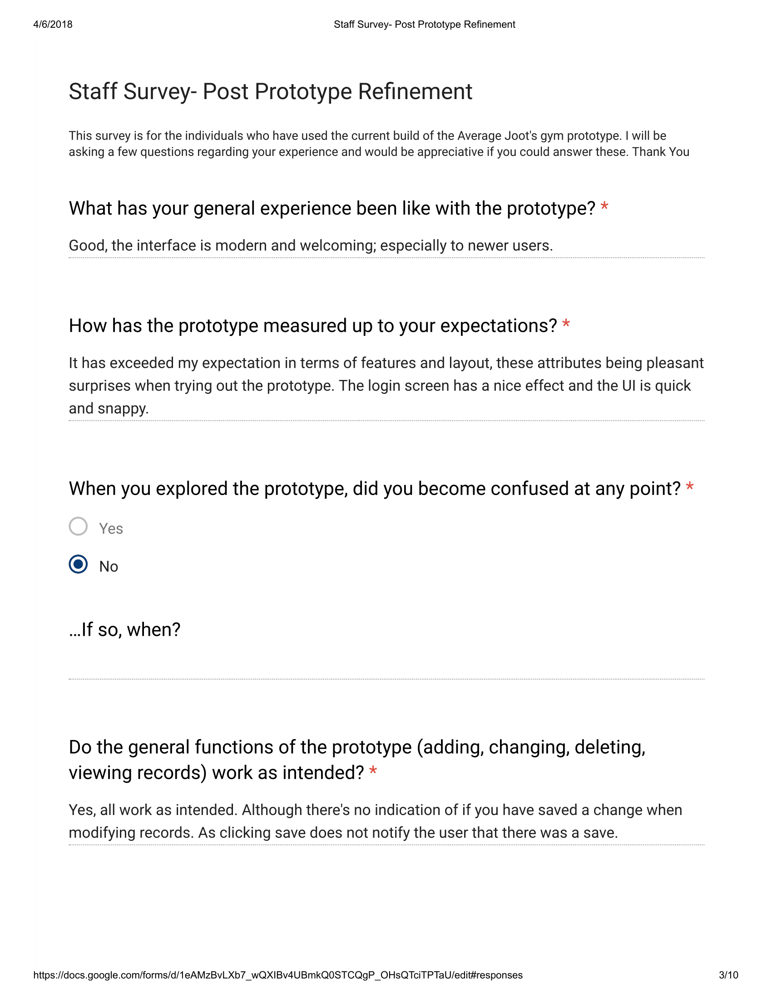 4/6/2018
Staff Survey- Post Prototype Refinement
Staff Survey- Post Prototype Refinement
This survey is for the individuals who have used the current build of the Average Joot's gym prototype. I will be
asking a few questions regarding your experience and would be appreciative if you could answer these. Thank You
What has your general experience been like with the prototype? *
Good, the interface is modern and welcoming; especially to newer users.
How has the prototype measured up to your expectations? *
It has exceeded my expectation in terms of features and layout, these attributes being pleasant
surprises when trying out the prototype. The login screen has a nice effect and the UI is quick
and snappy.
When you explored the prototype, did you become confused at any point? *
Yes
No
...If so, when?
Do the general functions of the prototype (adding, changing, deleting,
viewing records) work as intended? *
Yes, all work as intended. Although there's no indication of if you have saved a change when
modifying records. As clicking save does not notify the user that there was a save.
https://docs.google.com/forms/d/1eAMzBvLXb7_wQXIBv4UBmkQ0STCQgP_OHsQTciTPTaU/edit#responses
3/10